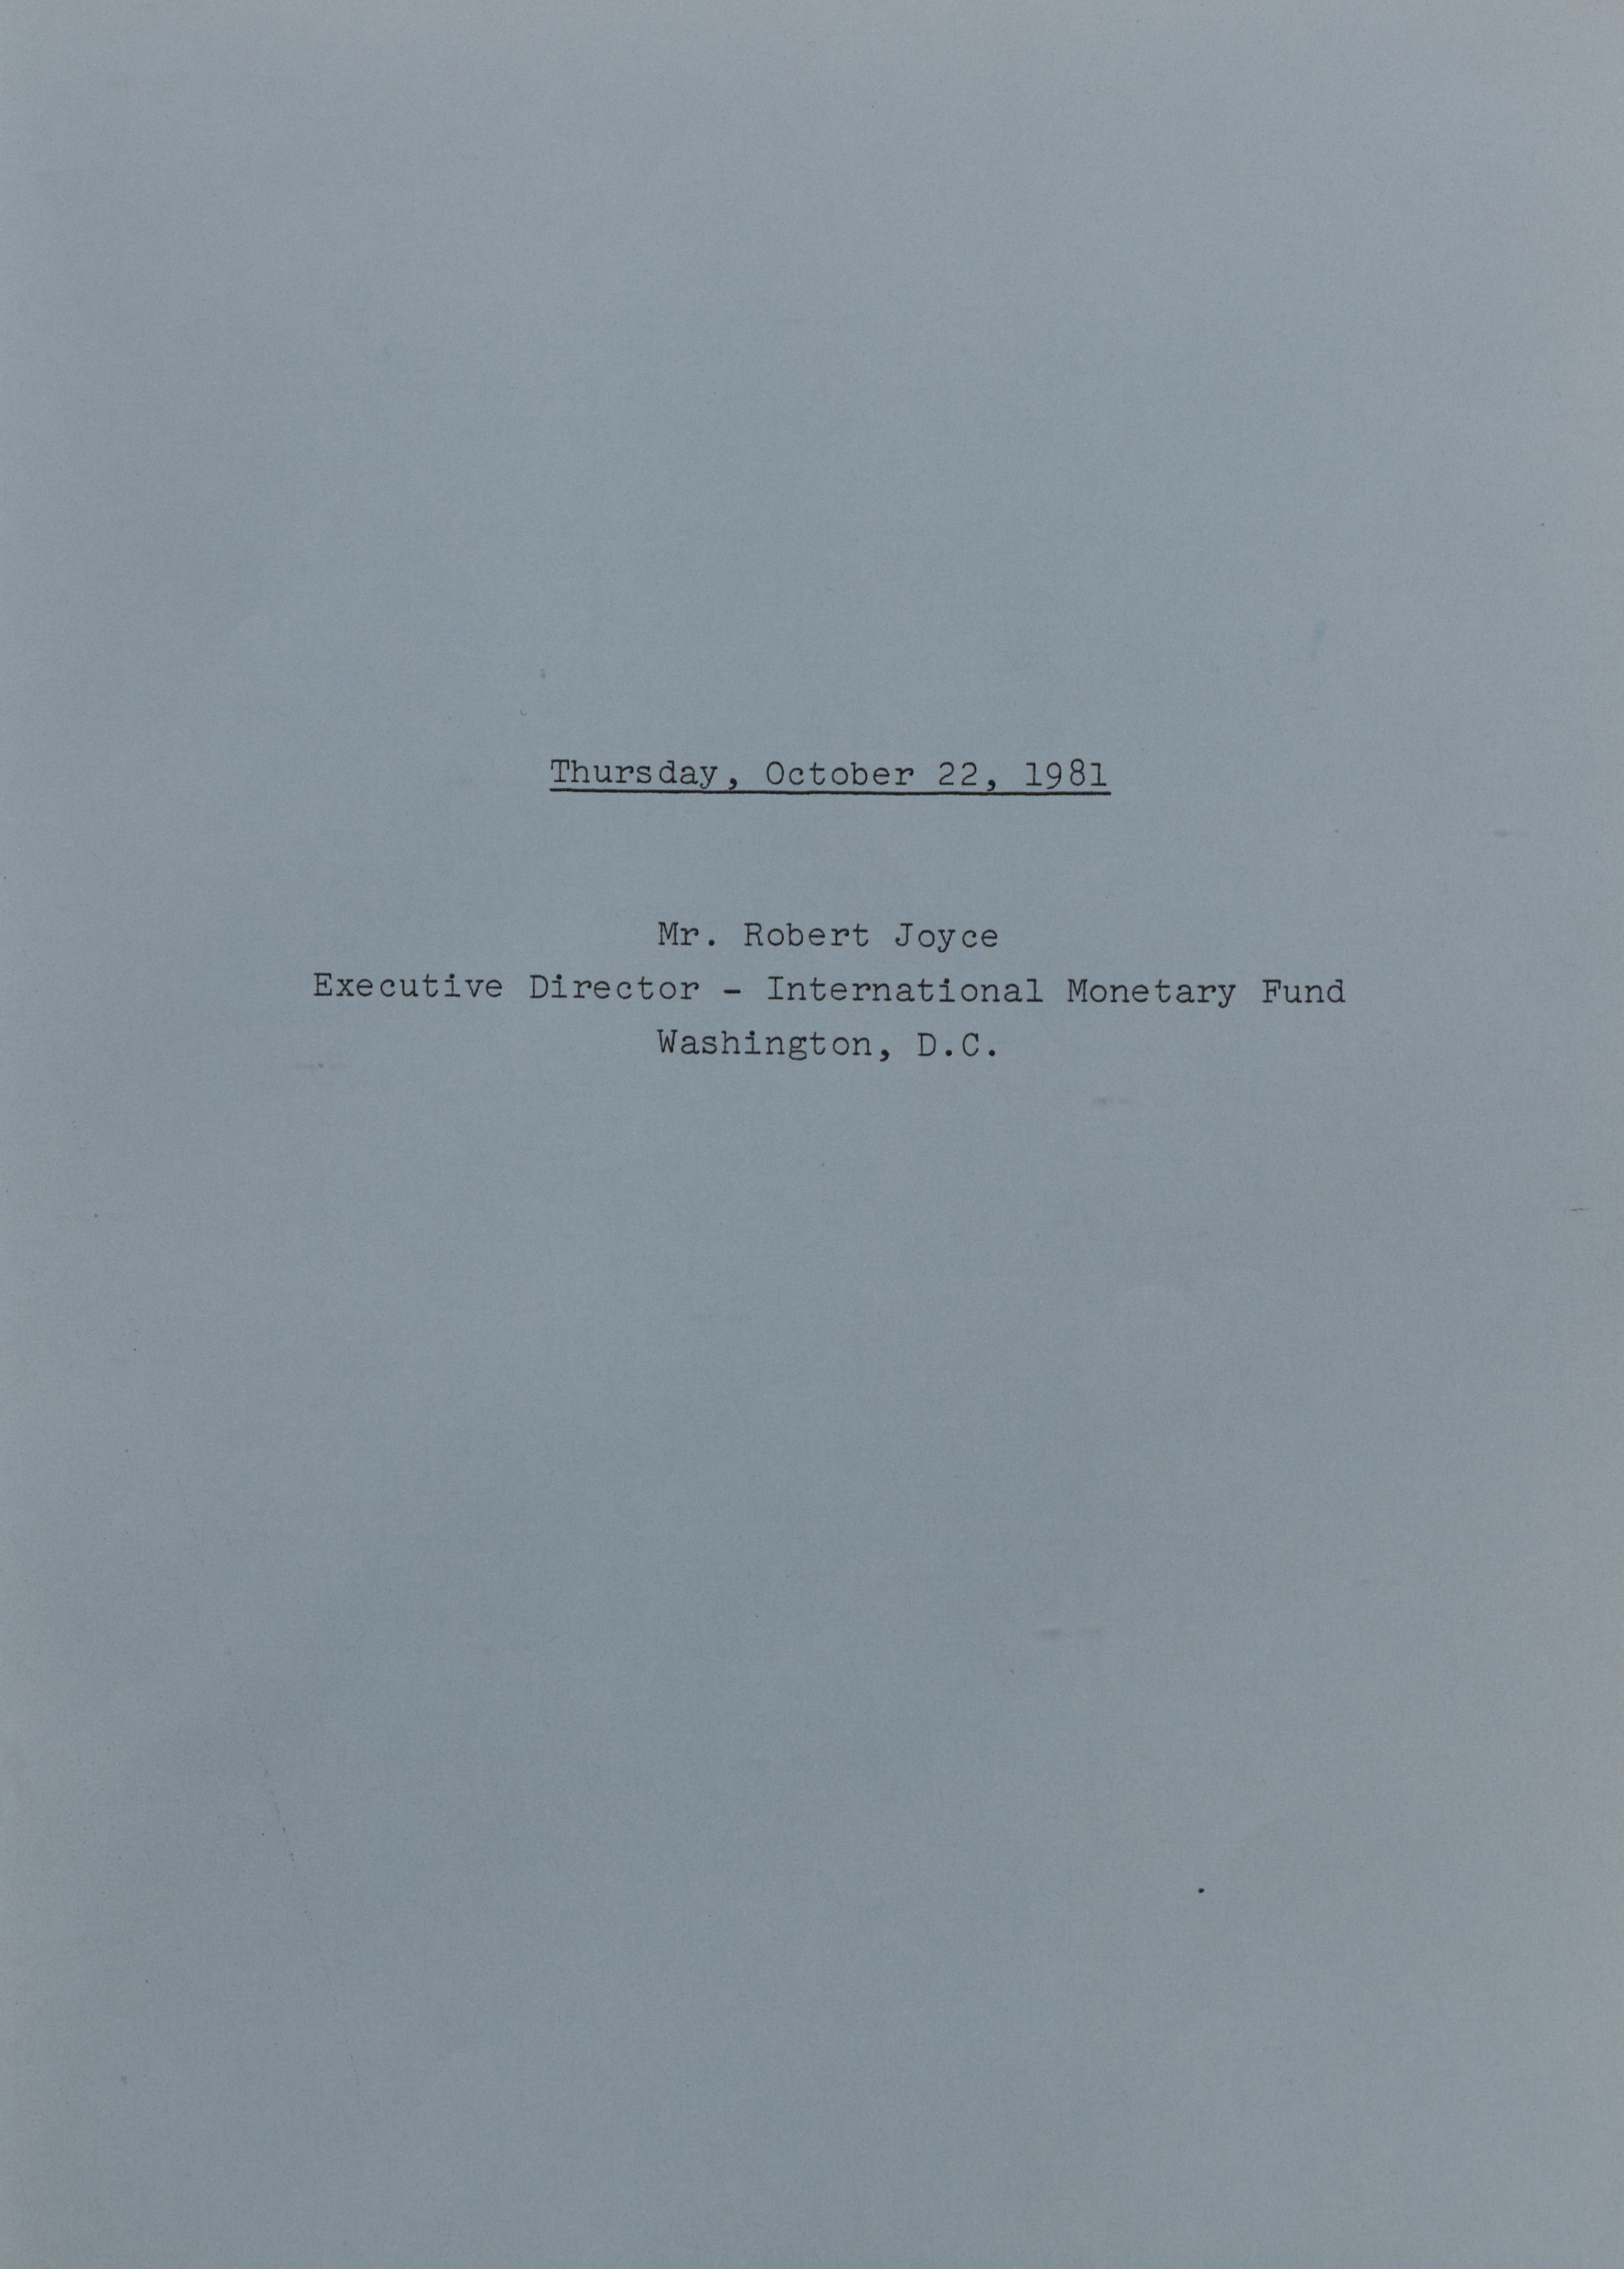 Thursday, October 22, 1981
Mr. Robert Joyce
Executive Director - International Monetary Fund
Washington, D.C.